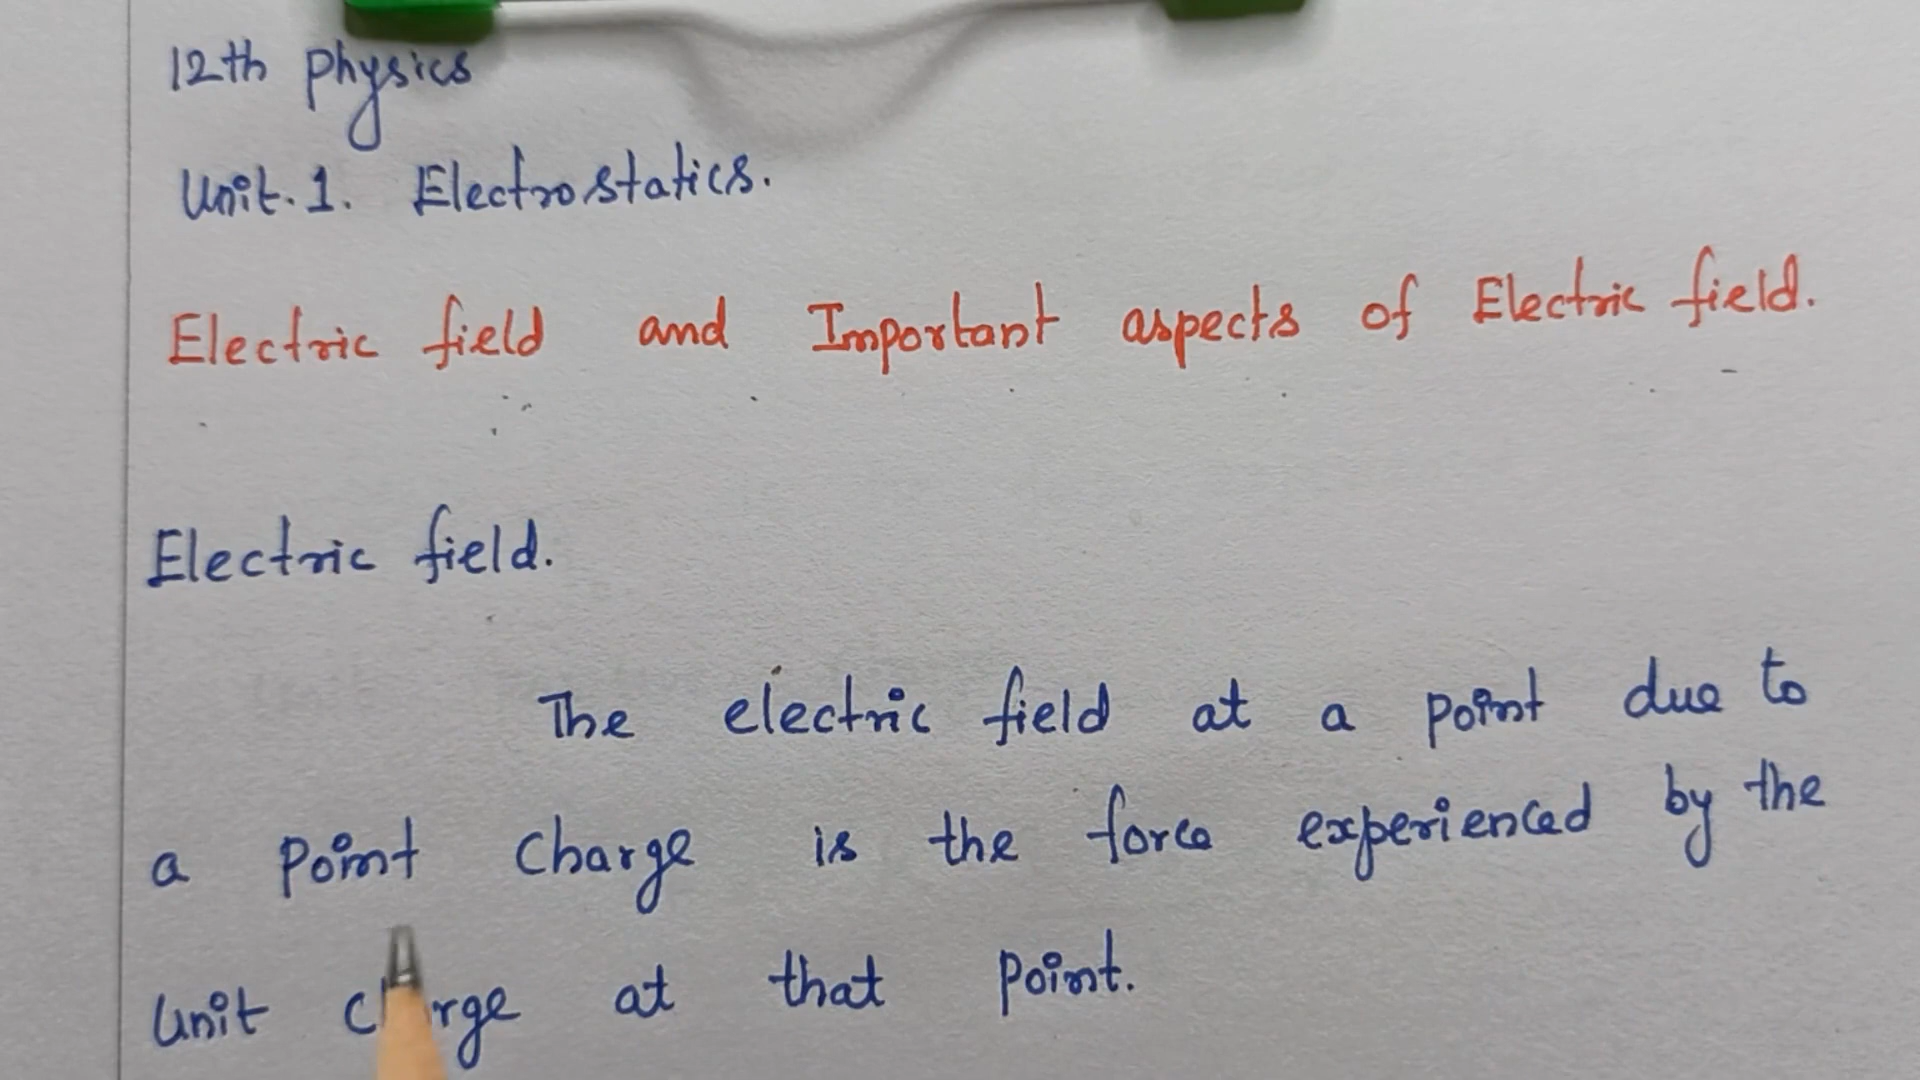 12th physics
Unit.1. Electrostatics.
Electric field and Important aspects of Electric field.
Electric field.
The electric field at a point due to
a point charge is the force experienced by the
unit charge at that point.